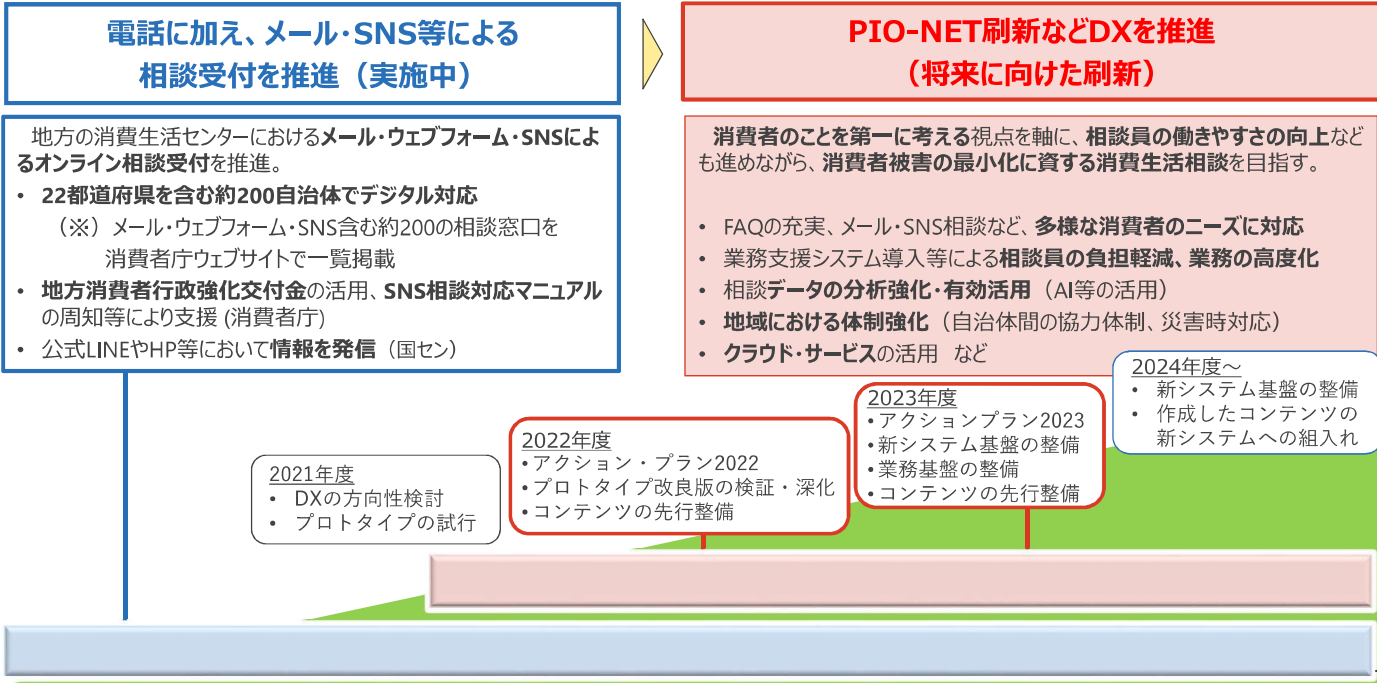 電話に加え、メール・SNS等による
相談受付を推進（実施中）
PIO-NET刷新などDXを推進
（将来に向けた刷新）
地方の消費生活センターにおけるメール・ウェブフォーム・SNSによ
るオンライン相談受付を推進。
• 22都道府県を含む約200自治体でデジタル対応
（※）メール・ウェブフォーム・SNS含む約200の相談窓口を
消費者庁ウェブサイトで一覧掲載
• 地方消費者行政強化交付金の活用、SNS相談対応マニュアル
の周知等により支援 (消費者庁)
• 公式LINEやHP等において情報を発信（国セン）
消費者のことを第一に考える視点を軸に、相談員の働きやすさの向上など
も進めながら、消費者被害の最小化に資する消費生活相談を目指す。
• FAQの充実、メール・SNS相談など、多様な消費者のニーズに対応
• 業務支援システム導入等による相談員の負担軽減、業務の高度化
• 相談データの分析強化・有効活用（AI等の活用）
• 地域における体制強化（自治体間の協力体制、災害時対応）
• クラウド・サービスの活用 など
2021年度
• DXの方向性検討
• プロトタイプの試行
2022年度
• アクション・プラン2022
• プロトタイプ改良版の検証・深化
• コンテンツの先行整備
2023年度
• アクションプラン2023
• 新システム基盤の整備
• 業務基盤の整備
• コンテンツの先行整備
2024年度～
• 新システム基盤の整備
• 作成したコンテンツの
新システムへの組入れ